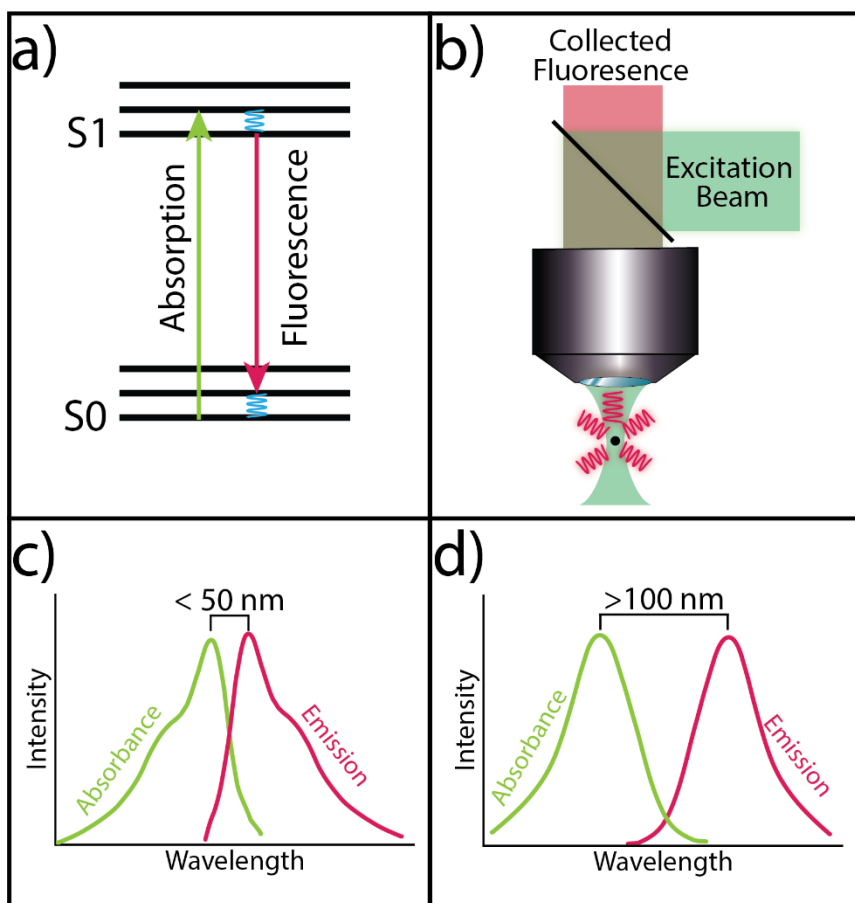 a)
S1
Absorption
Fluorescence
S0
b)
Collected
Fluoresence
Excitation
Beam
c)
< 50 nm
Intensity
Absorbance
Emission
Wavelength
d)
>100 nm
Intensity
Absorbance
Emission
Wavelength